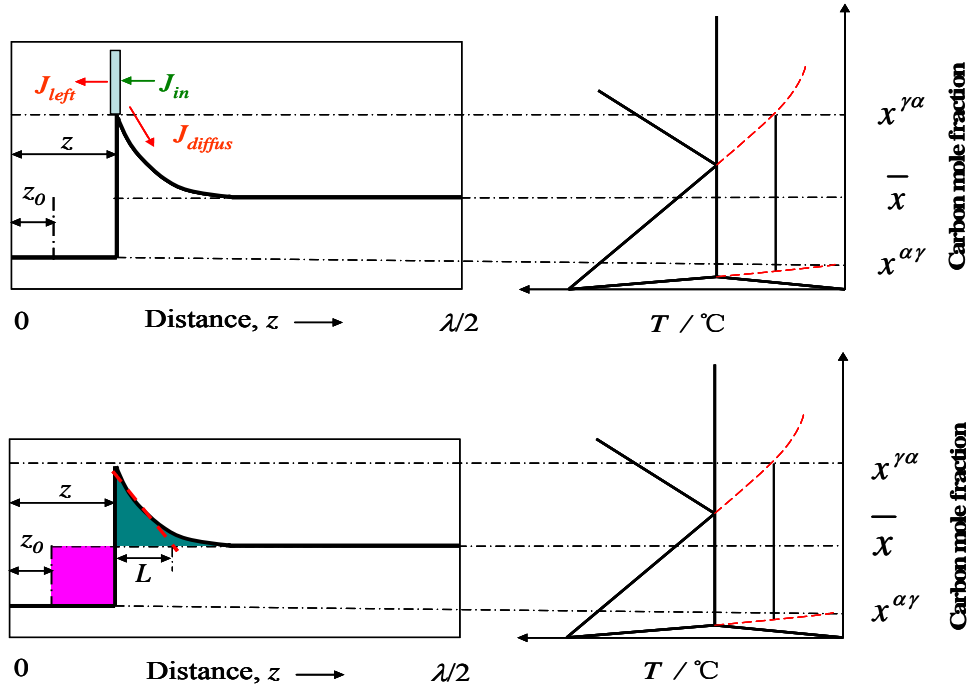 J_left
J_in
J_diffus
z
z_0
0
Distance, z
λ/2
x^γα
x̄
x^αγ
Carbon mole fraction
T / ℃
z
z_0
L
0
Distance, z
λ/2
x^γα
x̄
x^αγ
Carbon mole fraction
T / ℃